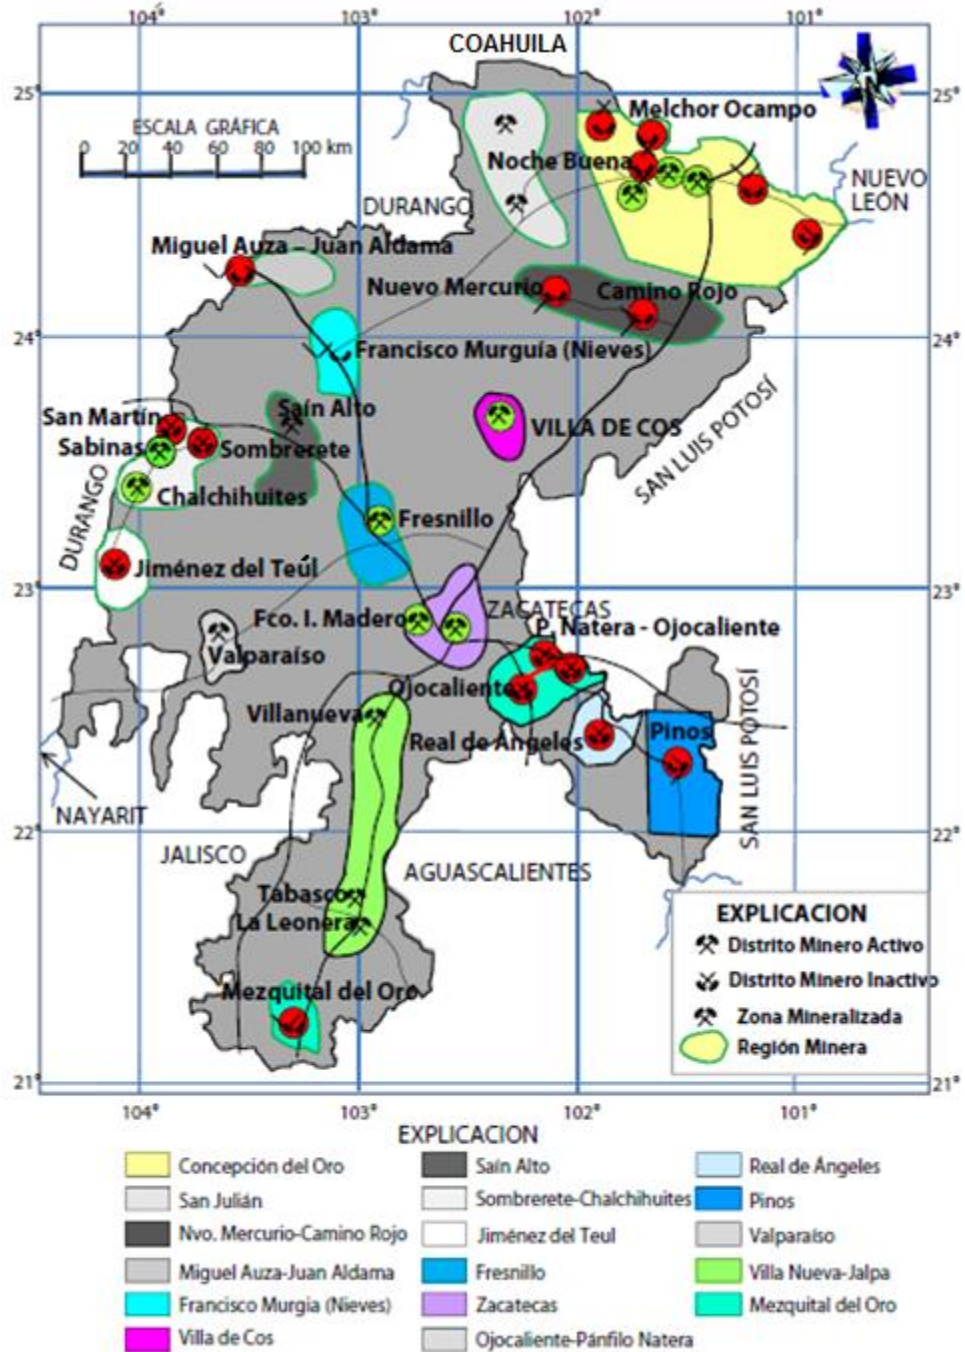 104° 103° 102° 101°
COAHUILA
25° 25°
Melchor Ocampo
ESCALA GRÁFICA
0 20 40 60 80 100 km
Noche Buena
NUEVO
LEÓN
DURANGO
Miguel Auza - Juan Aldama
Nuevo Mercurio
Camino Rojo
24° 24°
Francisco Murguía (Nieves)
Saín Alto
San Martín
VILLA DE COS
SAN LUIS POTOSÍ
Sabinas
Sombrerete
Chalchihuites
DURANGO
Fresnillo
Jiménez del Teúl
23° 23°
ZACATECAS
Fco. I. Madero
P. Natera - Ojocaliente
Valparaíso
Ojocaliente
Villanueva
Real de Ángeles
Pinos
SAN LUIS POTOSÍ
NAYARIT
22° 22°
JALISCO
AGUASCALIENTES
Tabasco
La Leonera
EXPLICACION
Distrito Minero Activo
Distrito Minero Inactivo
Zona Mineralizada
Región Minera
Mezquital del Oro
21° 21°
104° 103° 102° 101°
EXPLICACION
Concepción del Oro
Saín Alto
Real de Ángeles
San Julián
Sombrerete-Chalchihuites
Pinos
Nvo. Mercurio-Camino Rojo
Jiménez del Teul
Valparaíso
Miguel Auza-Juan Aldama
Fresnillo
Villa Nueva-Jalpa
Francisco Murgia (Nieves)
Zacatecas
Mezquital del Oro
Villa de Cos
Ojocaliente-Pánfilo Natera